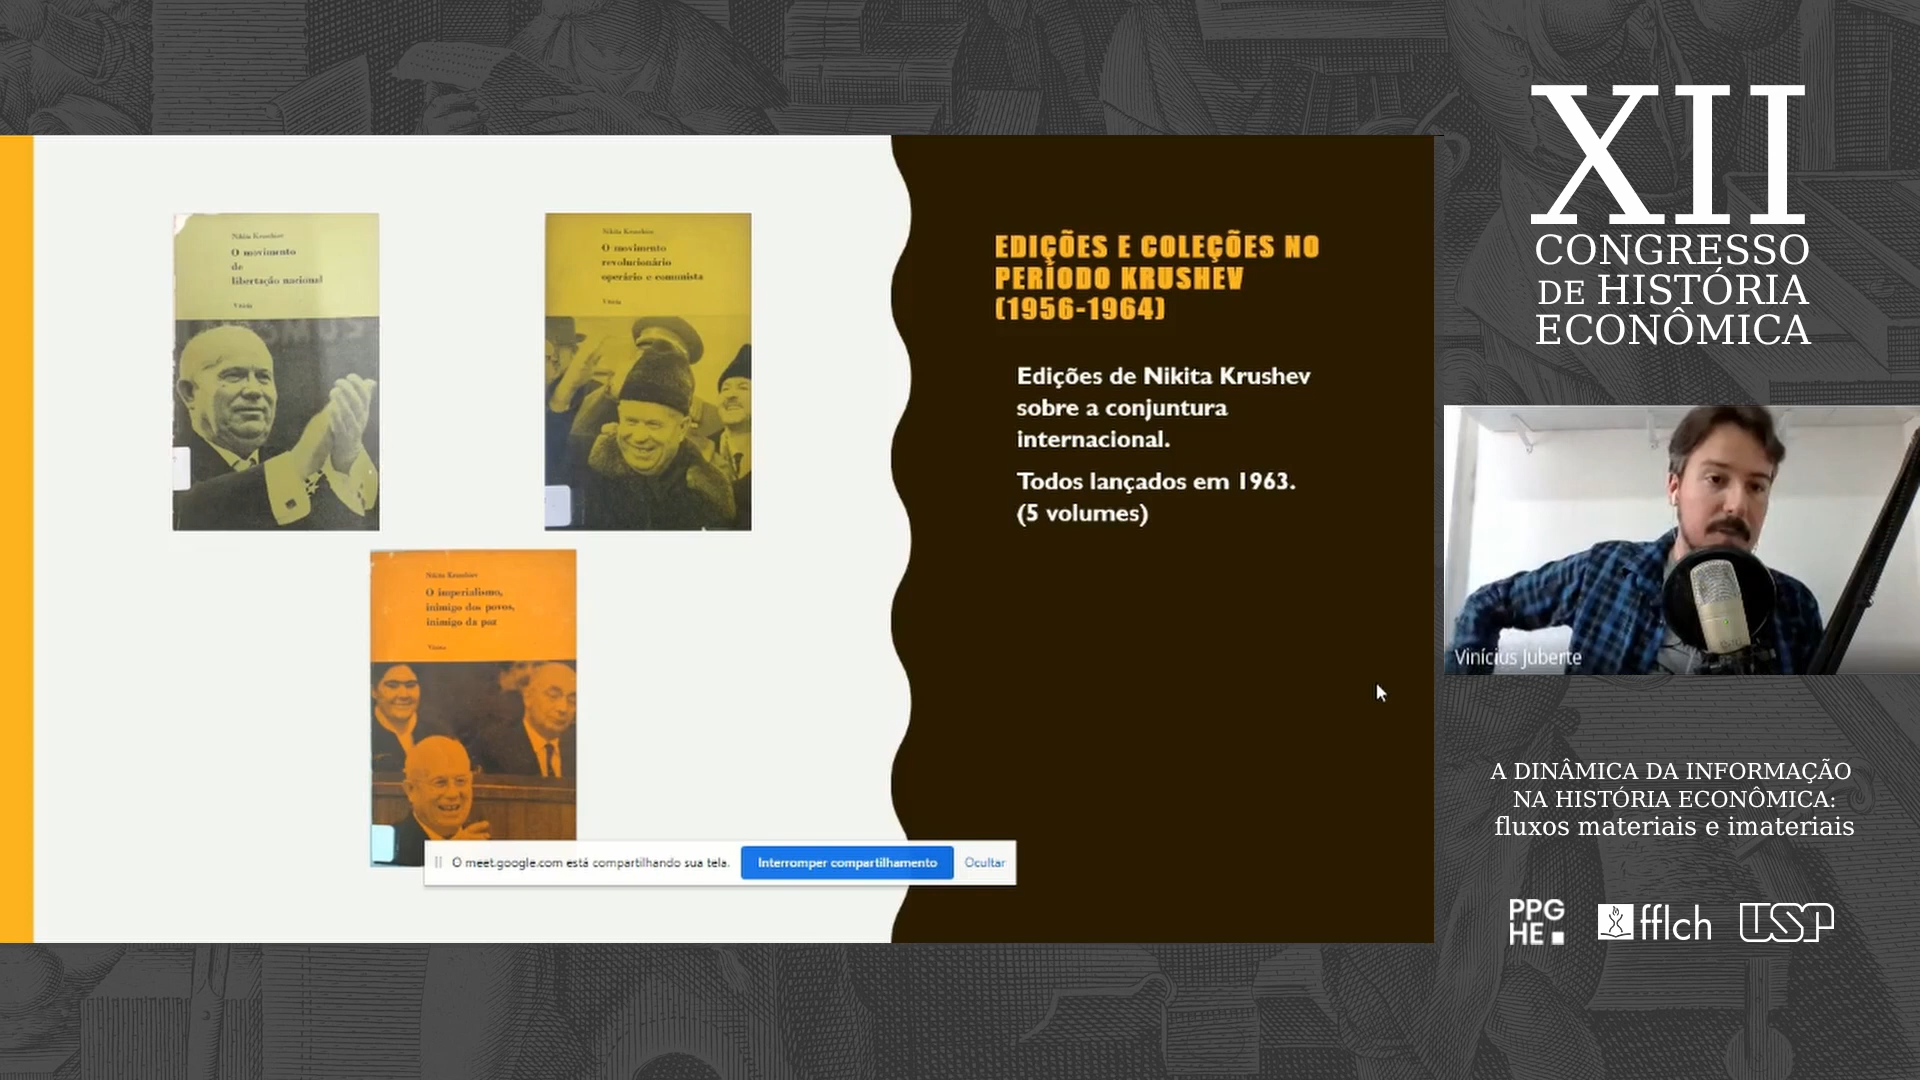 Nikita Kruschiev
O movimento
de
libertação nacional
Vitória
Nikita Kruschiev
O movimento
revolucionário
operário e comunista
Vitória
Nikita Kruschiev
O imperialismo,
inimigo dos povos,
inimigo da paz
Vitória
EDIÇÕES E COLEÇÕES NO
PERÍODO KRUSHEV
(1956-1964)
Edições de Nikita Krushev
sobre a conjuntura
internacional.
Todos lançados em 1963.
(5 volumes)
O meet.google.com está compartilhando sua tela.
Interromper compartilhamento
Ocultar
XII
CONGRESSO
DE HISTÓRIA
ECONÔMICA
Vinícius Juberte
A DINÂMICA DA INFORMAÇÃO
NA HISTÓRIA ECONÔMICA:
fluxos materiais e imateriais
PPG
HE
fflch
USP